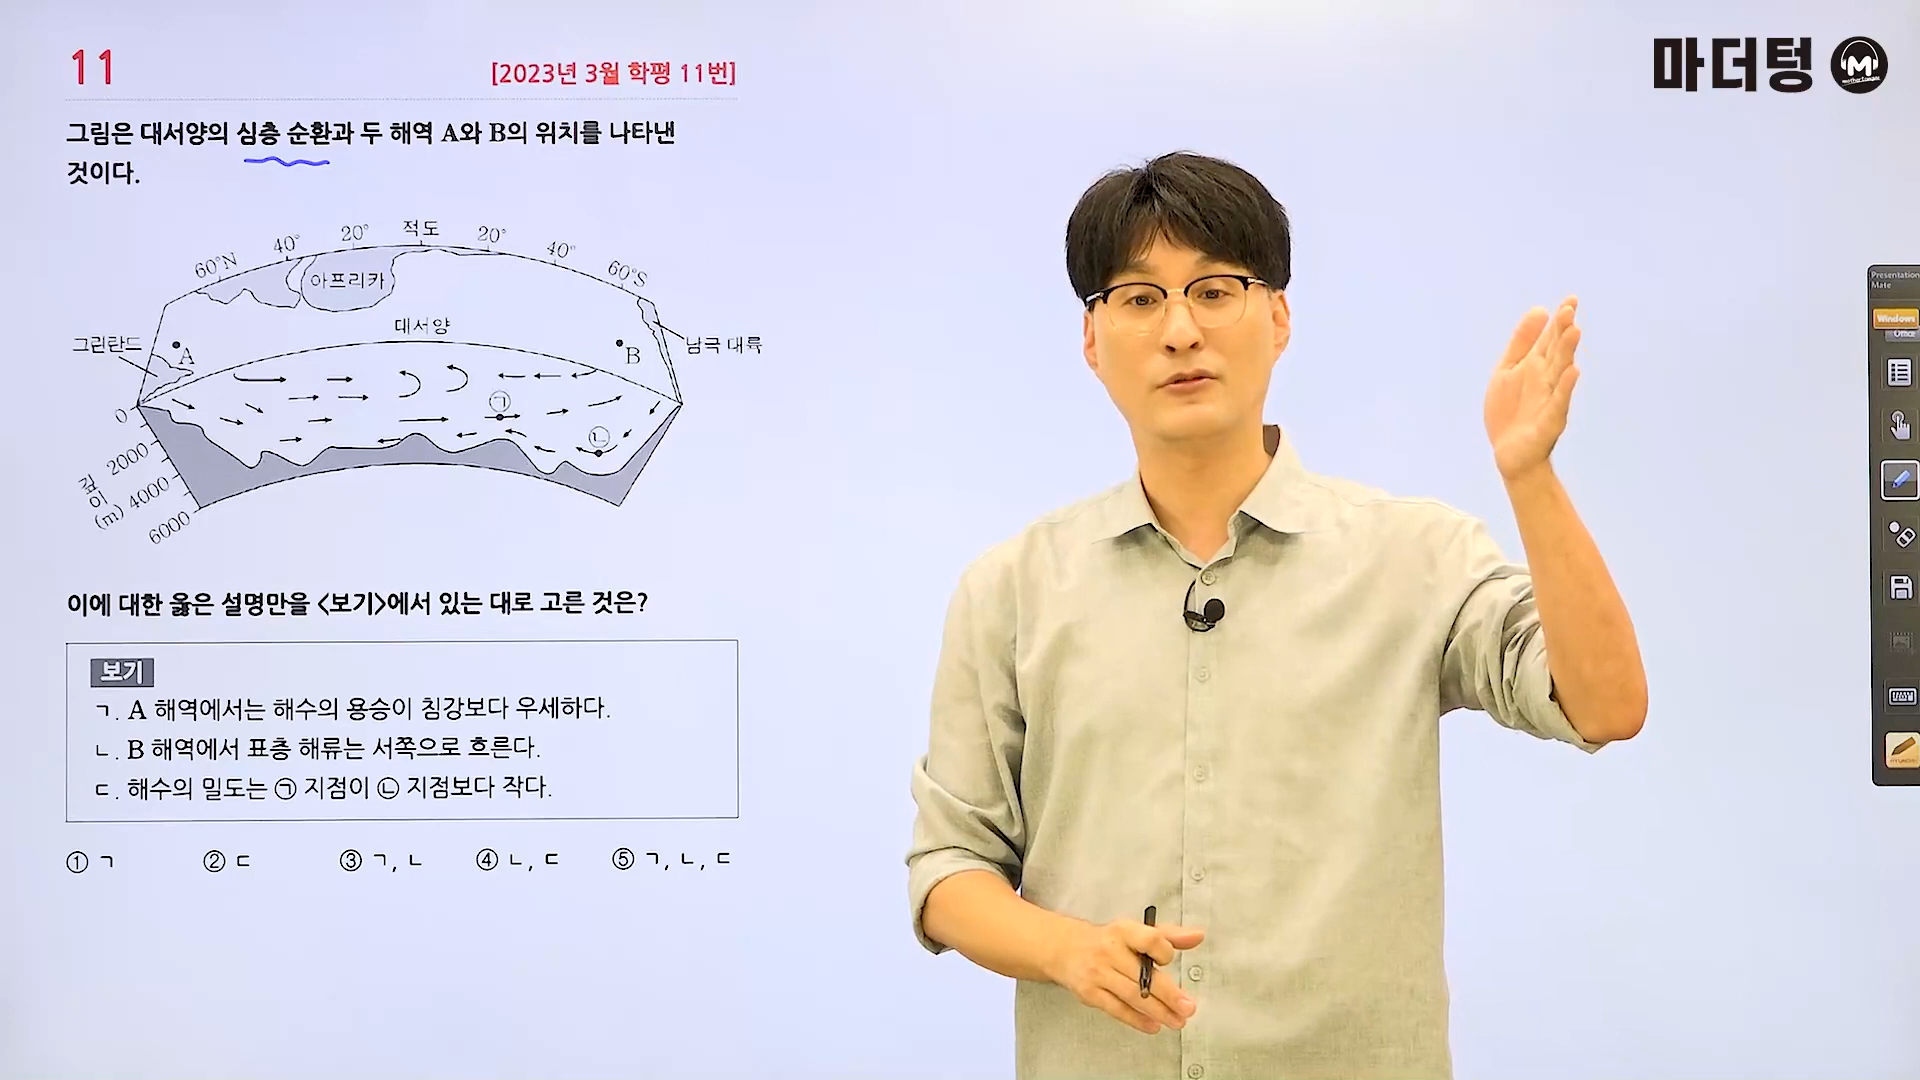 마더텅
M
11
[2023년 3월 학평 11번]
그림은 대서양의 심층 순환과 두 해역 A와 B의 위치를 나타낸
것이다.
60°N
40°
20°
적도
20°
40°
60°S
아프리카
대서양
그린란드
A
B
남극 대륙
㉠
㉡
0
2000
4000
6000
깊이
(m)
이에 대한 옳은 설명만을 <보기>에서 있는 대로 고른 것은?
보기
ㄱ. A 해역에서는 해수의 용승이 침강보다 우세하다.
ㄴ. B 해역에서 표층 해류는 서쪽으로 흐른다.
ㄷ. 해수의 밀도는 ㉠ 지점이 ㉡ 지점보다 작다.
① ㄱ ② ㄷ ③ ㄱ, ㄴ ④ ㄴ, ㄷ ⑤ ㄱ, ㄴ, ㄷ
Presentation
Mate
Windows
Office